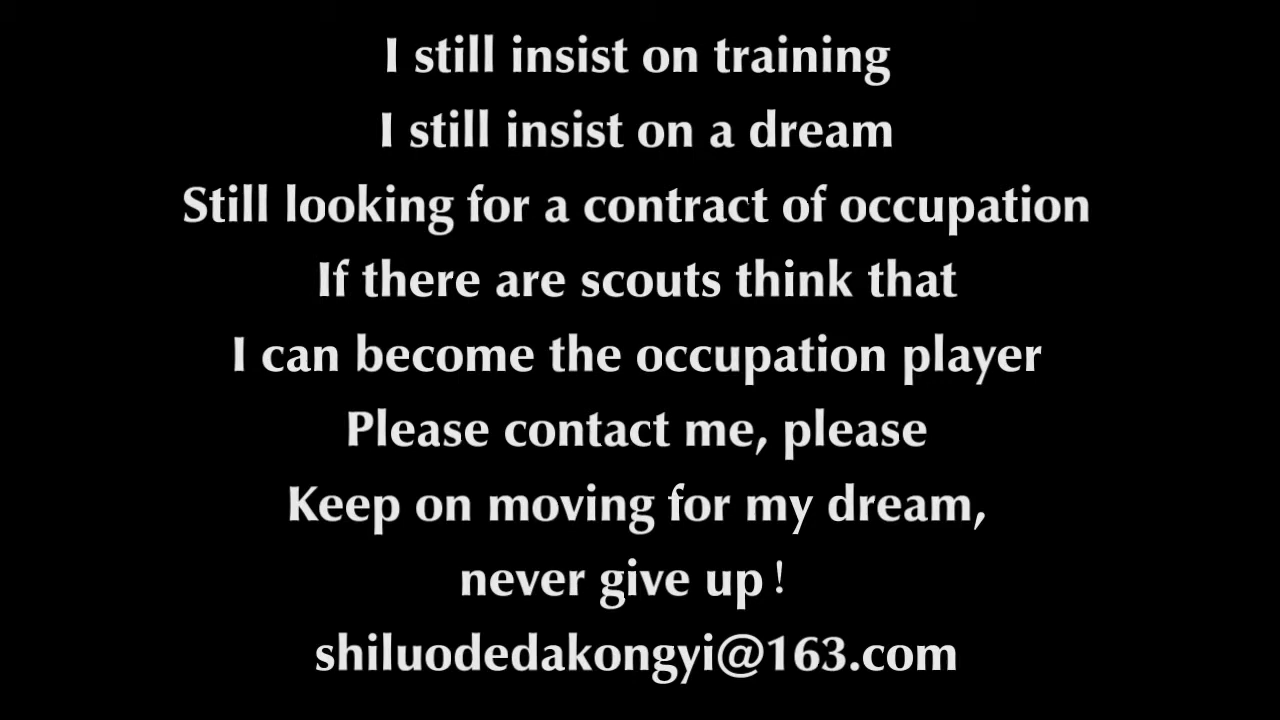 I still insist on training
I still insist on a dream
Still looking for a contract of occupation
If there are scouts think that
I can become the occupation player
Please contact me, please
Keep on moving for my dream,
never give up！
shiluodedakongyi@163.com